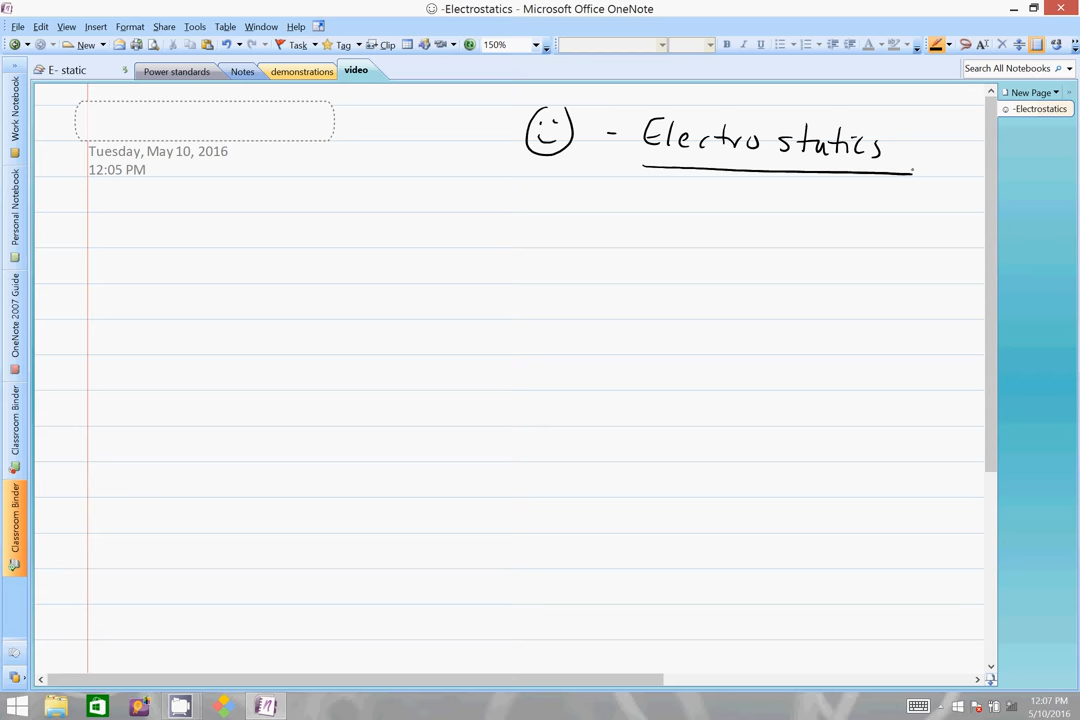 ☺ -Electrostatics - Microsoft Office OneNote
File Edit View Insert Format Share Tools Table Window Help
New Task Tag Clip 150% B I U
E- static Power standards Notes demonstrations video Search All Notebooks
New Page
☺ -Electrostatics
☺ - Electrostatics
Tuesday, May 10, 2016
12:05 PM
Work Notebook
Personal Notebook
OneNote 2007 Guide
Classroom Binder
Classroom Binder
12:07 PM
5/10/2016